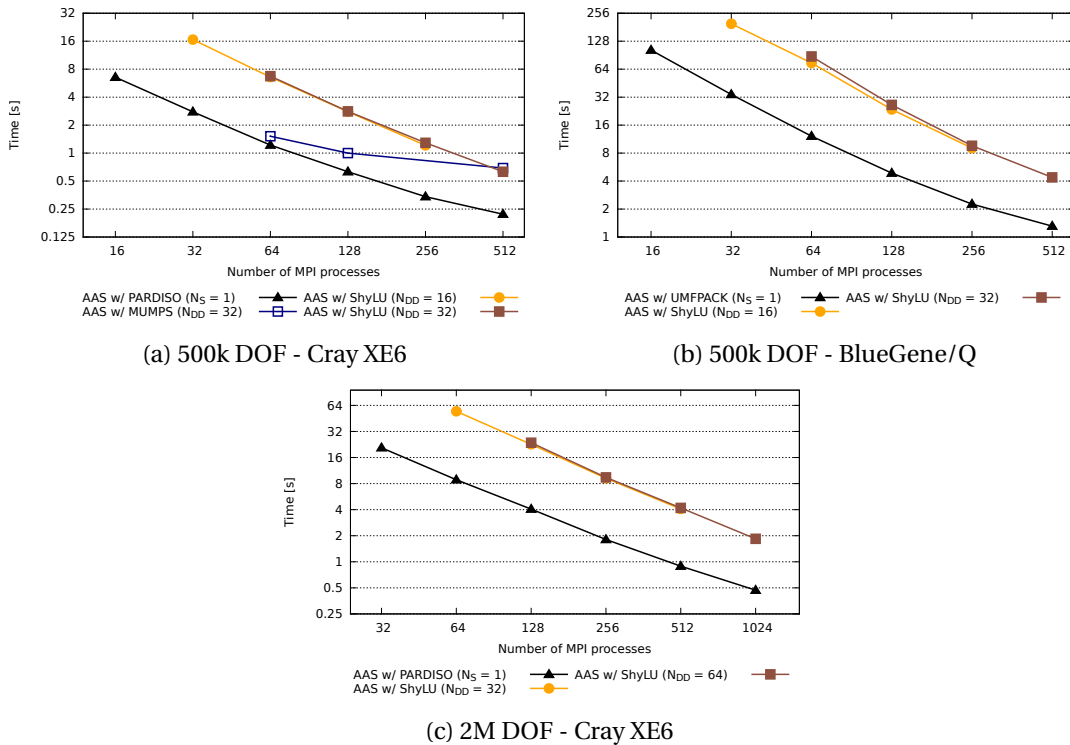 32
16
8
4
2
1
0.5
0.25
0.125
Time [s]
16 32 64 128 256 512
Number of MPI processes
AAS w/ PARDISO (N_S = 1) AAS w/ ShyLU (N_DD = 16)
AAS w/ MUMPS (N_DD = 32) AAS w/ ShyLU (N_DD = 32)
(a) 500k DOF - Cray XE6
256
128
64
32
16
8
4
2
1
Time [s]
16 32 64 128 256 512
Number of MPI processes
AAS w/ UMFPACK (N_S = 1) AAS w/ ShyLU (N_DD = 32)
AAS w/ ShyLU (N_DD = 16)
(b) 500k DOF - BlueGene/Q
64
32
16
8
4
2
1
0.5
0.25
Time [s]
32 64 128 256 512 1024
Number of MPI processes
AAS w/ PARDISO (N_S = 1) AAS w/ ShyLU (N_DD = 64)
AAS w/ ShyLU (N_DD = 32)
(c) 2M DOF - Cray XE6